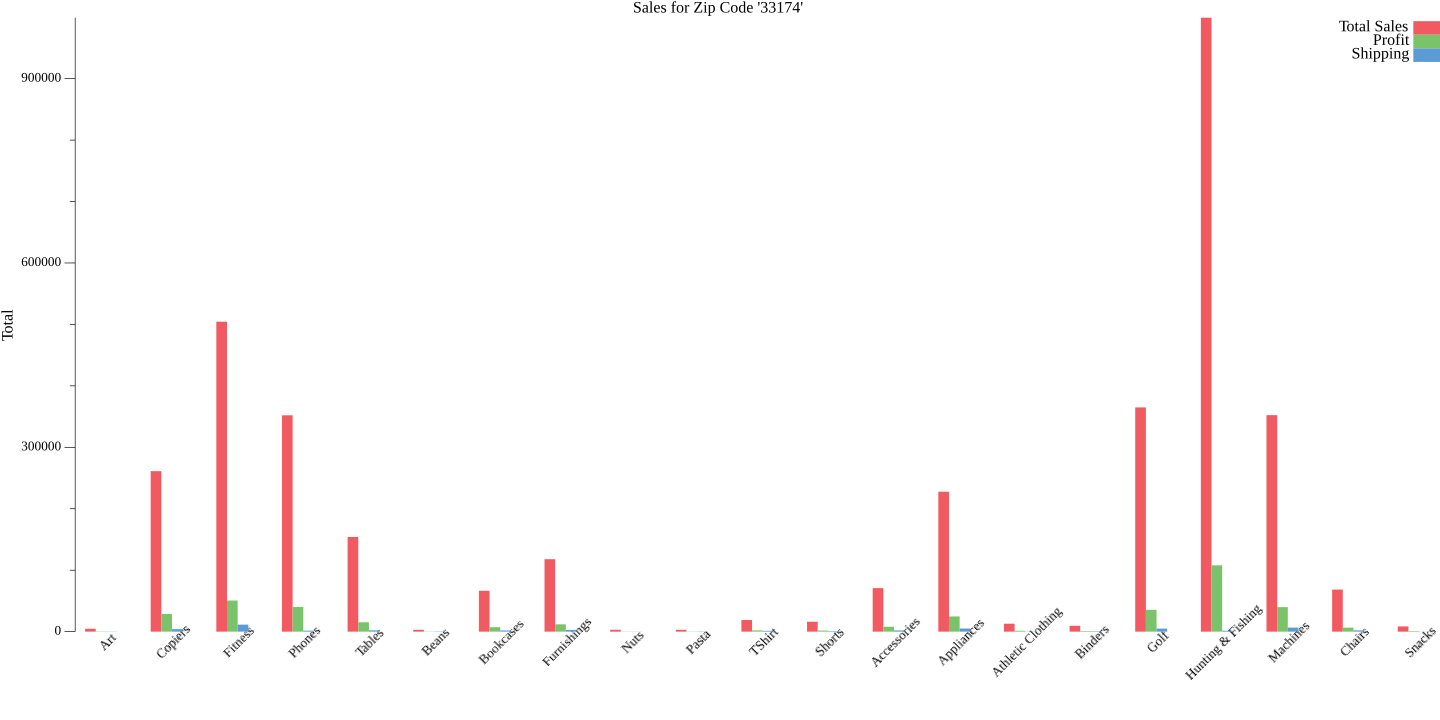 Sales for Zip Code '33174'
Total Sales
Profit
Shipping
Total
900000
600000
300000
0
Art
Copiers
Fitness
Phones
Tables
Beans
Bookcases
Furnishings
Nuts
Pasta
TShirt
Shorts
Accessories
Appliances
Athletic Clothing
Binders
Golf
Hunting & Fishing
Machines
Chairs
Snacks